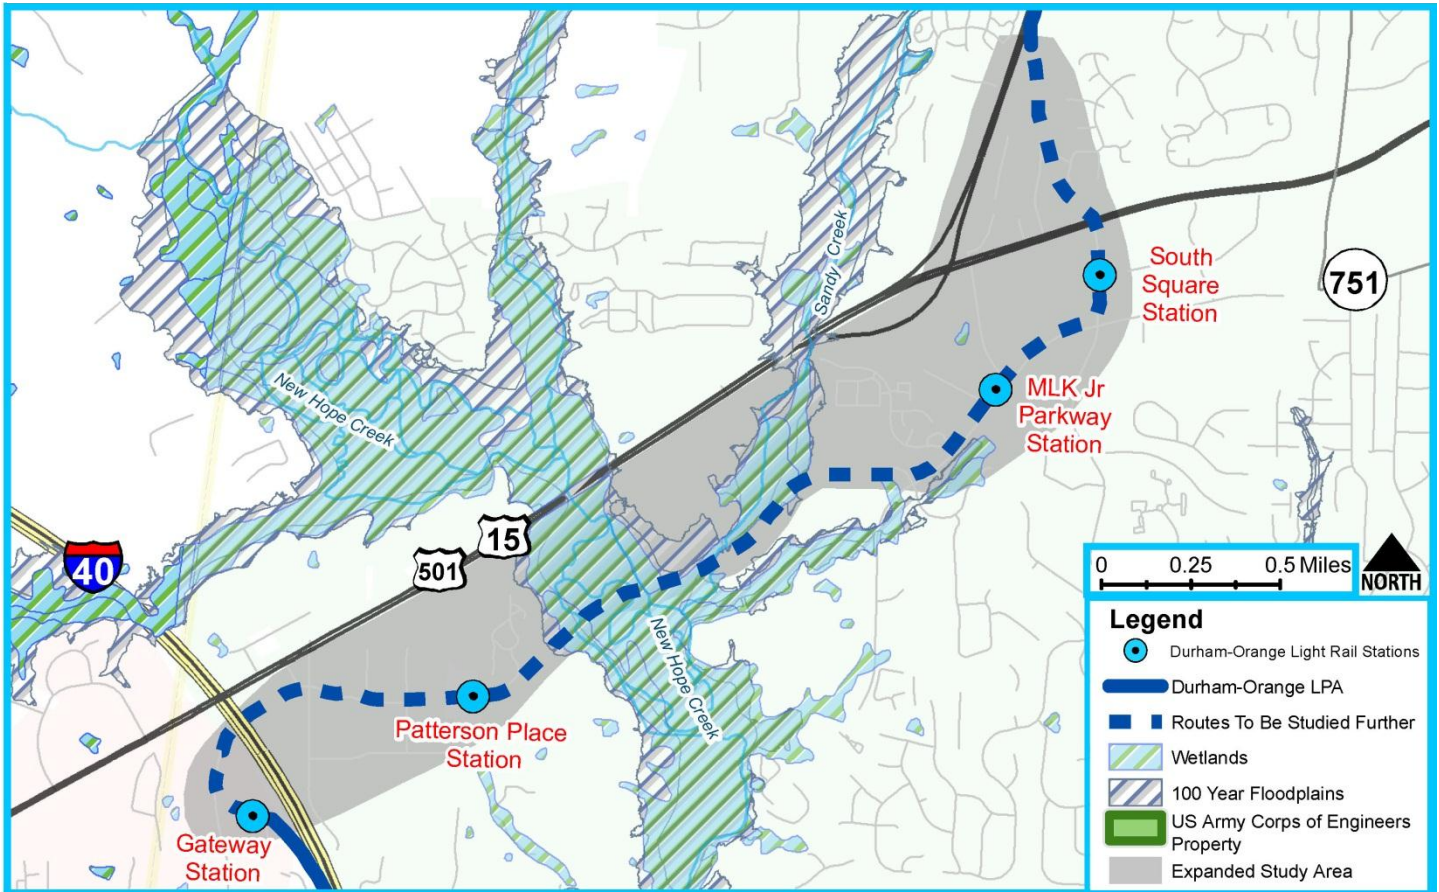 Sandy Creek
South
Square
Station
751
New Hope Creek
MLK Jr
Parkway
Station
15
501
40
New Hope Creek
Patterson Place
Station
Gateway
Station
0 0.25 0.5 Miles
NORTH
Legend
Durham-Orange Light Rail Stations
Durham-Orange LPA
Routes To Be Studied Further
Wetlands
100 Year Floodplains
US Army Corps of Engineers
Property
Expanded Study Area